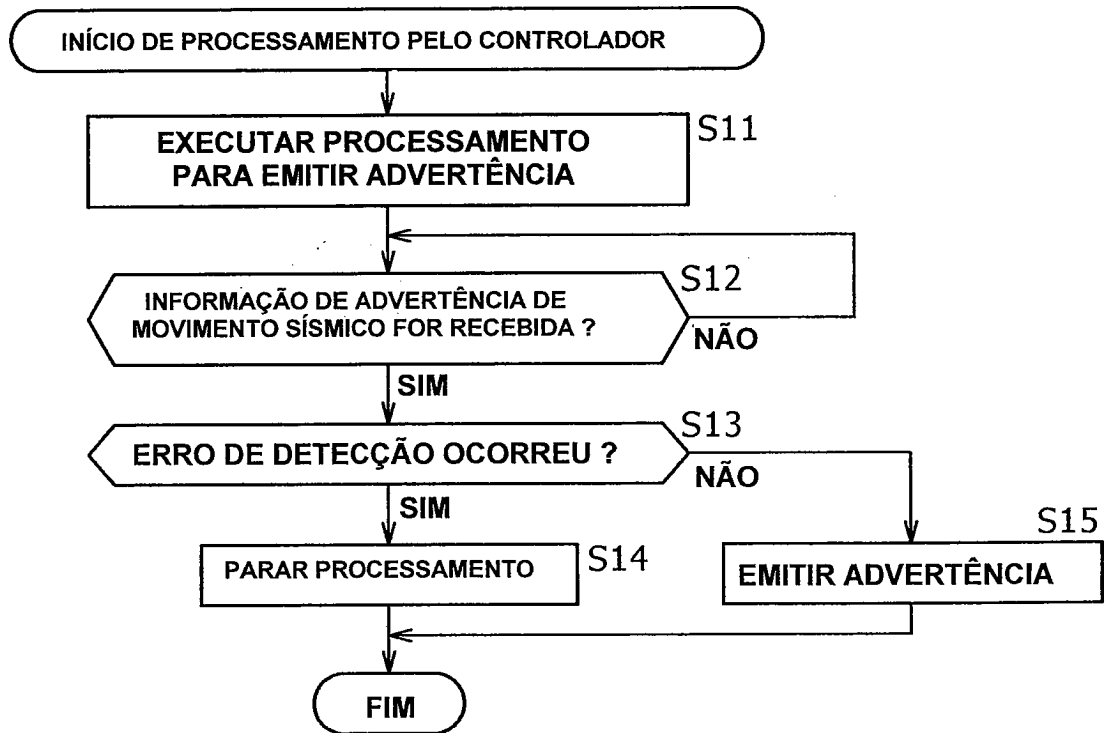 INÍCIO DE PROCESSAMENTO PELO CONTROLADOR
EXECUTAR PROCESSAMENTO
PARA EMITIR ADVERTÊNCIA
S11
INFORMAÇÃO DE ADVERTÊNCIA DE
MOVIMENTO SÍSMICO FOR RECEBIDA ?
S12
NÃO
SIM
ERRO DE DETECÇÃO OCORREU ?
S13
NÃO
SIM
PARAR PROCESSAMENTO
S14
S15
EMITIR ADVERTÊNCIA
FIM